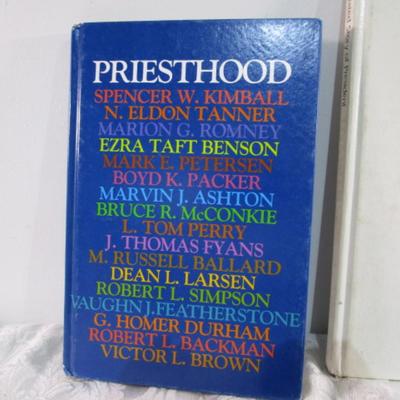 PRIESTHOOD
SPENCER W. KIMBALL
N. ELDON TANNER
MARION G. ROMNEY
EZRA TAFT BENSON
MARK E. PETERSEN
BOYD K. PACKER
MARVIN J. ASHTON
BRUCE R. McCONKIE
L. TOM PERRY
J. THOMAS FYANS
M. RUSSELL BALLARD
DEAN L. LARSEN
ROBERT L. SIMPSON
VAUGHN J. FEATHERSTONE
G. HOMER DURHAM
ROBERT L. BACKMAN
VICTOR L. BROWN